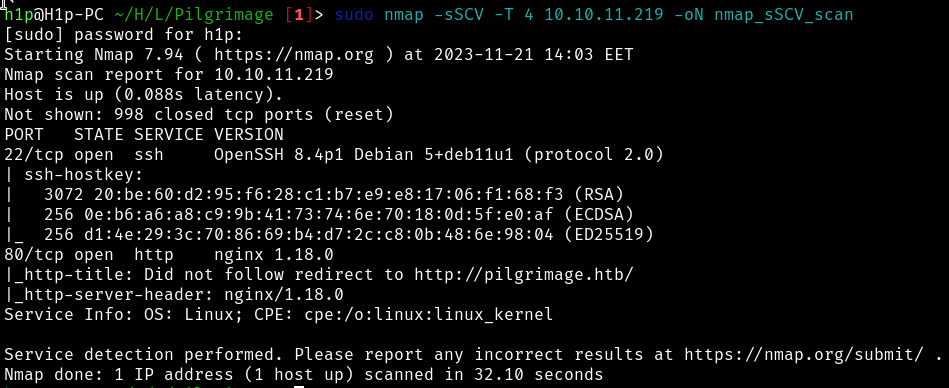 h1p@H1p-PC ~/H/L/Pilgrimage [1]> sudo nmap -sSCV -T 4 10.10.11.219 -oN nmap_sSCV_scan
[sudo] password for h1p:
Starting Nmap 7.94 ( https://nmap.org ) at 2023-11-21 14:03 EET
Nmap scan report for 10.10.11.219
Host is up (0.088s latency).
Not shown: 998 closed tcp ports (reset)
PORT   STATE SERVICE VERSION
22/tcp open  ssh     OpenSSH 8.4p1 Debian 5+deb11u1 (protocol 2.0)
| ssh-hostkey:
|   3072 20:be:60:d2:95:f6:28:c1:b7:e9:e8:17:06:f1:68:f3 (RSA)
|   256 0e:b6:a6:a8:c9:9b:41:73:74:6e:70:18:0d:5f:e0:af (ECDSA)
|_  256 d1:4e:29:3c:70:86:69:b4:d7:2c:c8:0b:48:6e:98:04 (ED25519)
80/tcp open  http    nginx 1.18.0
|_http-title: Did not follow redirect to http://pilgrimage.htb/
|_http-server-header: nginx/1.18.0
Service Info: OS: Linux; CPE: cpe:/o:linux:linux_kernel

Service detection performed. Please report any incorrect results at https://nmap.org/submit/ .
Nmap done: 1 IP address (1 host up) scanned in 32.10 seconds